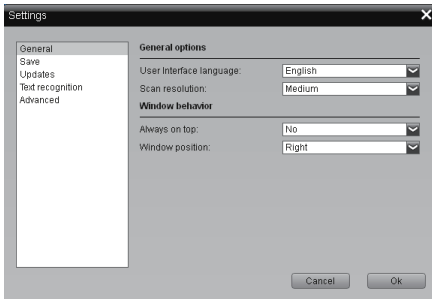 Settings
General
Save
Updates
Text recognition
Advanced
General options
User Interface language: English
Scan resolution: Medium
Window behavior
Always on top: No
Window position: Right
Cancel Ok